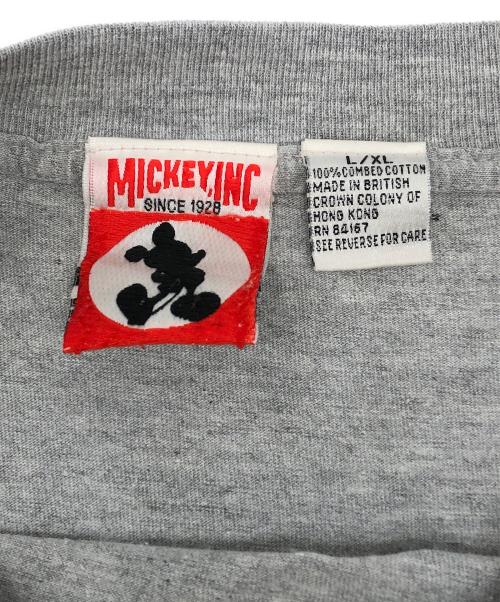 MICKEY, INC
SINCE 1928
L/XL
100% COMBED COTTON
MADE IN BRITISH
CROWN COLONY OF
HONG KONG
RN 84167
SEE REVERSE FOR CARE